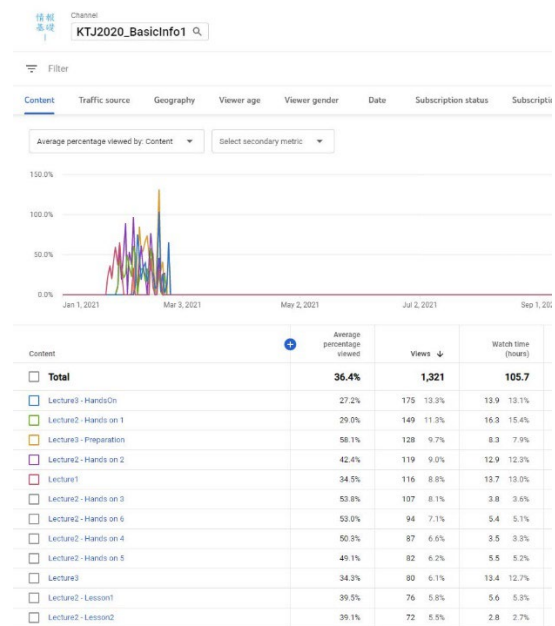 情報
基礎
I
Channel
KTJ2020_BasicInfo1
Filter
Content Traffic source Geography Viewer age Viewer gender Date Subscription status Subscripti
Average percentage viewed by: Content Select secondary metric
150.0%
100.0%
50.0%
0.0%
Jan 1, 2021 Mar 3, 2021 May 2, 2021 Jul 2, 2021 Sep 1, 202
Content Average percentage viewed Views Watch time (hours)
Total 36.4% 1,321 105.7
Lecture3 - HandsOn 27.2% 175 13.3% 13.9 13.1%
Lecture2 - Hands on 1 29.0% 149 11.3% 16.3 15.4%
Lecture3 - Preparation 58.1% 128 9.7% 8.3 7.9%
Lecture2 - Hands on 2 42.4% 119 9.0% 12.9 12.3%
Lecture1 34.5% 116 8.8% 13.7 13.0%
Lecture2 - Hands on 3 53.8% 107 8.1% 3.8 3.6%
Lecture2 - Hands on 6 53.0% 94 7.1% 5.4 5.1%
Lecture2 - Hands on 4 50.3% 87 6.6% 3.5 3.3%
Lecture2 - Hands on 5 49.1% 82 6.2% 5.5 5.2%
Lecture3 34.3% 80 6.1% 13.4 12.7%
Lecture2 - Lesson1 39.5% 76 5.8% 5.6 5.3%
Lecture2 - Lesson2 39.1% 72 5.5% 2.8 2.7%